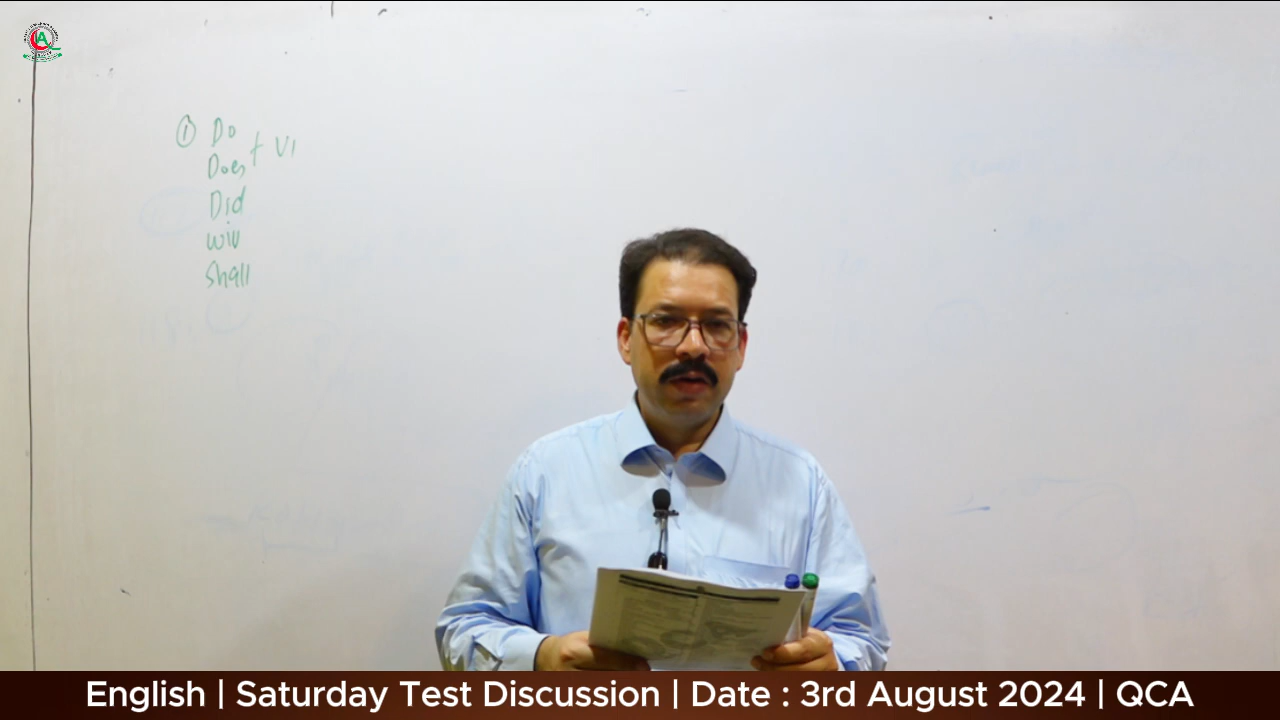 ① Do
Does + V1
Did
will
shall
English | Saturday Test Discussion | Date : 3rd August 2024 | QCA